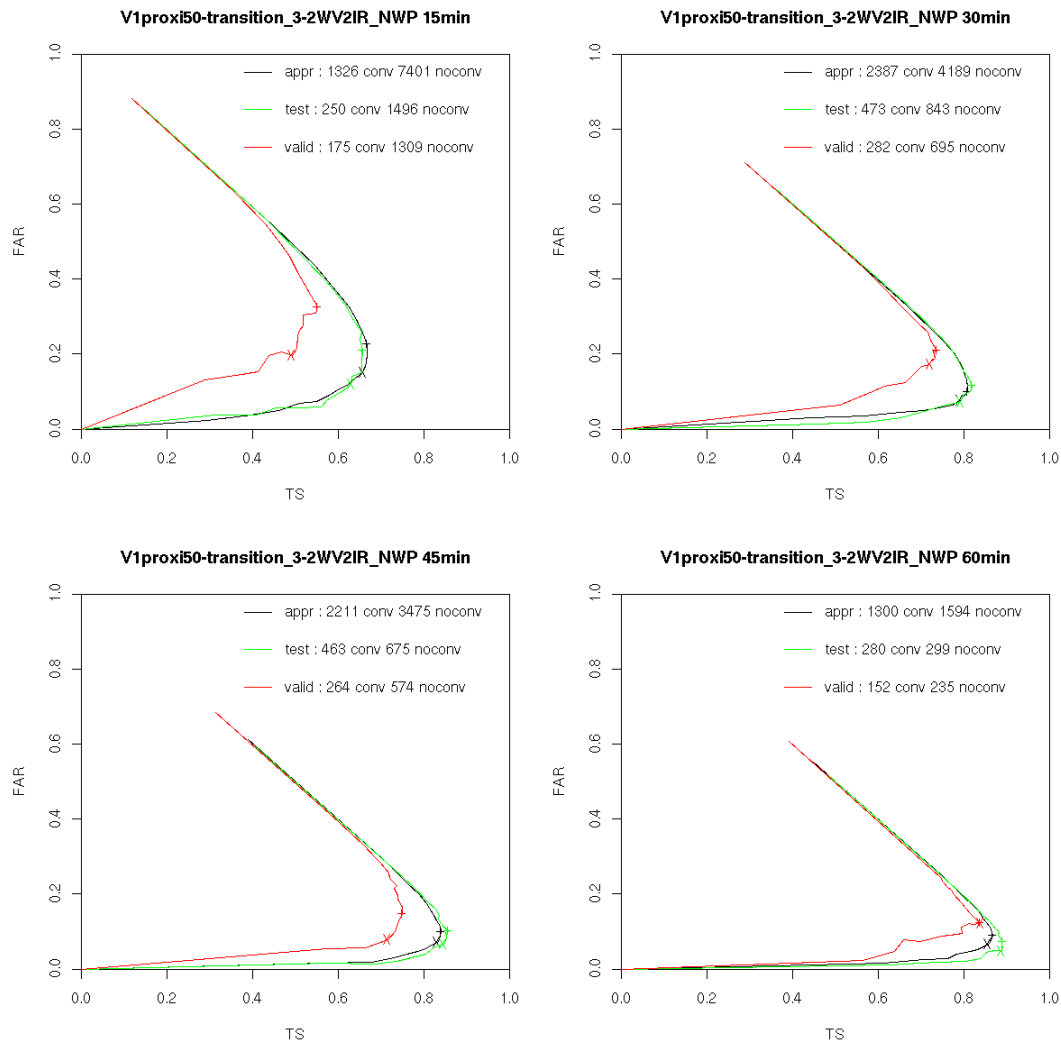 V1proxi50-transition_3-2WV2IR_NWP 15min
appr : 1326 conv 7401 noconv
test : 250 conv 1496 noconv
valid : 175 conv 1309 noconv
FAR
0.0 0.2 0.4 0.6 0.8 1.0
0.0 0.2 0.4 0.6 0.8 1.0
TS
V1proxi50-transition_3-2WV2IR_NWP 30min
appr : 2387 conv 4189 noconv
test : 473 conv 843 noconv
valid : 282 conv 695 noconv
FAR
0.0 0.2 0.4 0.6 0.8 1.0
0.0 0.2 0.4 0.6 0.8 1.0
TS
V1proxi50-transition_3-2WV2IR_NWP 45min
appr : 2211 conv 3475 noconv
test : 463 conv 675 noconv
valid : 264 conv 574 noconv
FAR
0.0 0.2 0.4 0.6 0.8 1.0
0.0 0.2 0.4 0.6 0.8 1.0
TS
V1proxi50-transition_3-2WV2IR_NWP 60min
appr : 1300 conv 1594 noconv
test : 280 conv 299 noconv
valid : 152 conv 235 noconv
FAR
0.0 0.2 0.4 0.6 0.8 1.0
0.0 0.2 0.4 0.6 0.8 1.0
TS